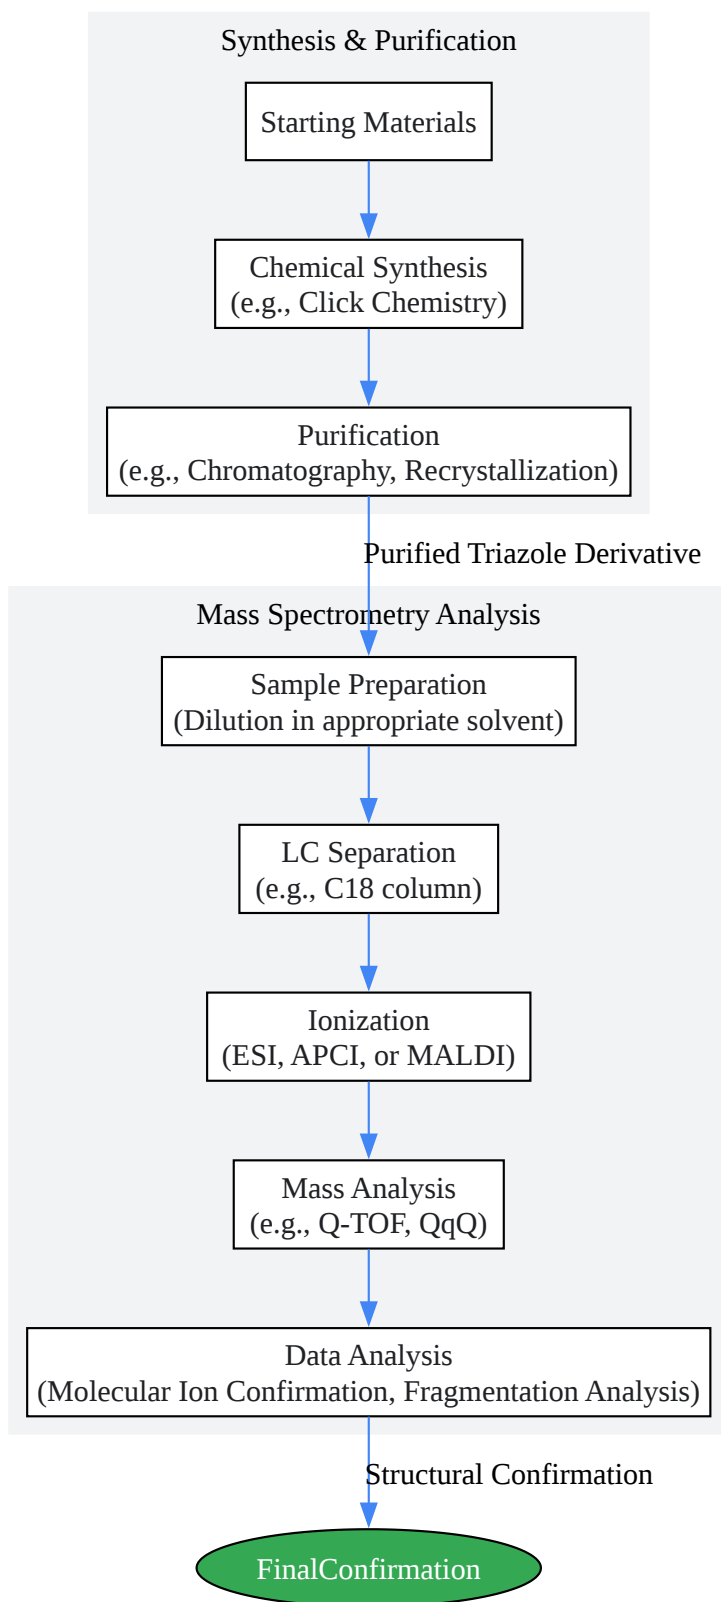 Synthesis & Purification
Starting Materials
Chemical Synthesis
(e.g., Click Chemistry)
Purification
(e.g., Chromatography, Recrystallization)
Purified Triazole Derivative
Mass Spectrometry Analysis
Sample Preparation
(Dilution in appropriate solvent)
LC Separation
(e.g., C18 column)
Ionization
(ESI, APCI, or MALDI)
Mass Analysis
(e.g., Q-TOF, QqQ)
Data Analysis
(Molecular Ion Confirmation, Fragmentation Analysis)
Structural Confirmation
FinalConfirmation